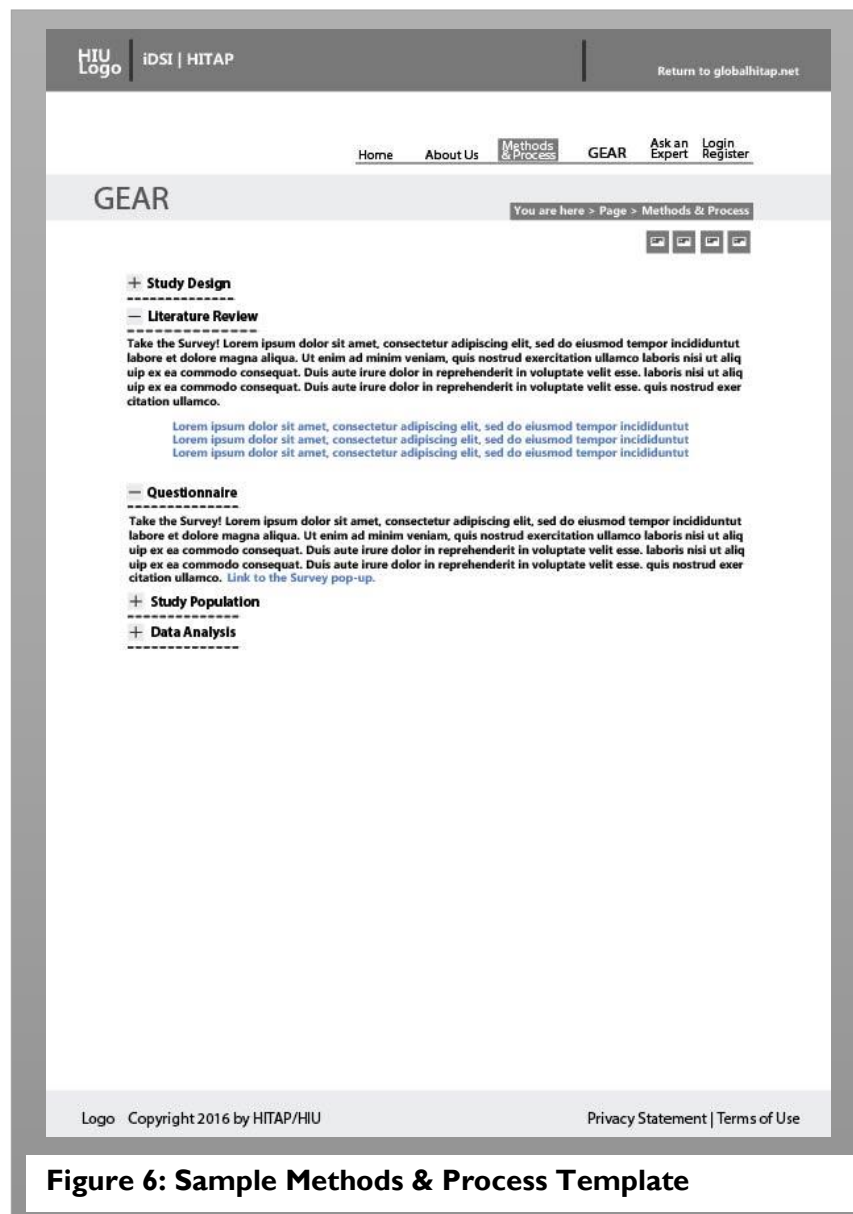 HIU
Logo
iDSI | HITAP
Return to globalhitap.net
Home About Us Methods & Process GEAR Ask an Expert Login Register
GEAR
You are here > Page > Methods & Process
+ Study Design
— Literature Review
Take the Survey! Lorem ipsum dolor sit amet, consectetur adipiscing elit, sed do eiusmod tempor incididuntut
labore et dolore magna aliqua. Ut enim ad minim veniam, quis nostrud exercitation ullamco laboris nisi ut aliq
uip ex ea commodo consequat. Duis aute irure dolor in reprehenderit in voluptate velit esse. laboris nisi ut aliq
uip ex ea commodo consequat. Duis aute irure dolor in reprehenderit in voluptate velit esse. quis nostrud exer
citation ullamco.
Lorem ipsum dolor sit amet, consectetur adipiscing elit, sed do eiusmod tempor incididuntut
Lorem ipsum dolor sit amet, consectetur adipiscing elit, sed do eiusmod tempor incididuntut
Lorem ipsum dolor sit amet, consectetur adipiscing elit, sed do eiusmod tempor incididuntut
— Questionnaire
Take the Survey! Lorem ipsum dolor sit amet, consectetur adipiscing elit, sed do eiusmod tempor incididuntut
labore et dolore magna aliqua. Ut enim ad minim veniam, quis nostrud exercitation ullamco laboris nisi ut aliq
uip ex ea commodo consequat. Duis aute irure dolor in reprehenderit in voluptate velit esse. laboris nisi ut aliq
uip ex ea commodo consequat. Duis aute irure dolor in reprehenderit in voluptate velit esse. quis nostrud exer
citation ullamco. Link to the Survey pop-up.
+ Study Population
+ Data Analysis
Logo Copyright 2016 by HITAP/HIU
Privacy Statement | Terms of Use
Figure 6: Sample Methods & Process Template